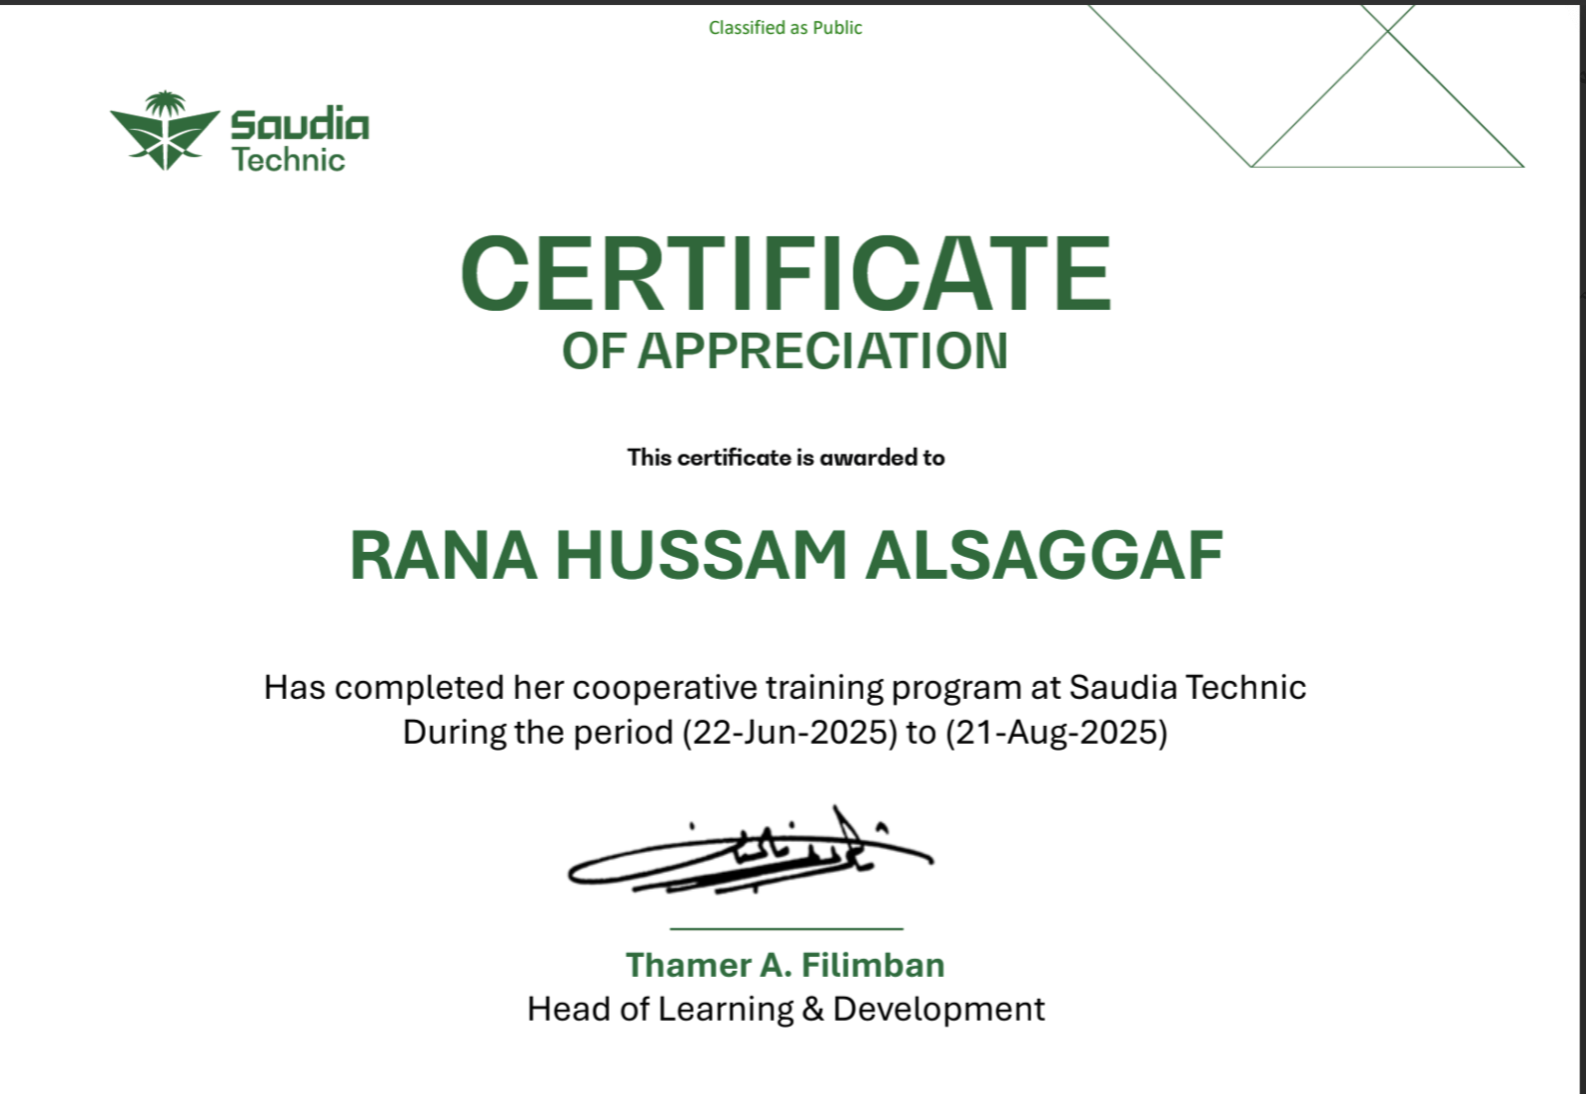 Classified as Public
Saudia
Technic
CERTIFICATE
OF APPRECIATION
This certificate is awarded to
RANA HUSSAM ALSAGGAF
Has completed her cooperative training program at Saudia Technic
During the period (22-Jun-2025) to (21-Aug-2025)
Thamer A. Filimban
Head of Learning & Development